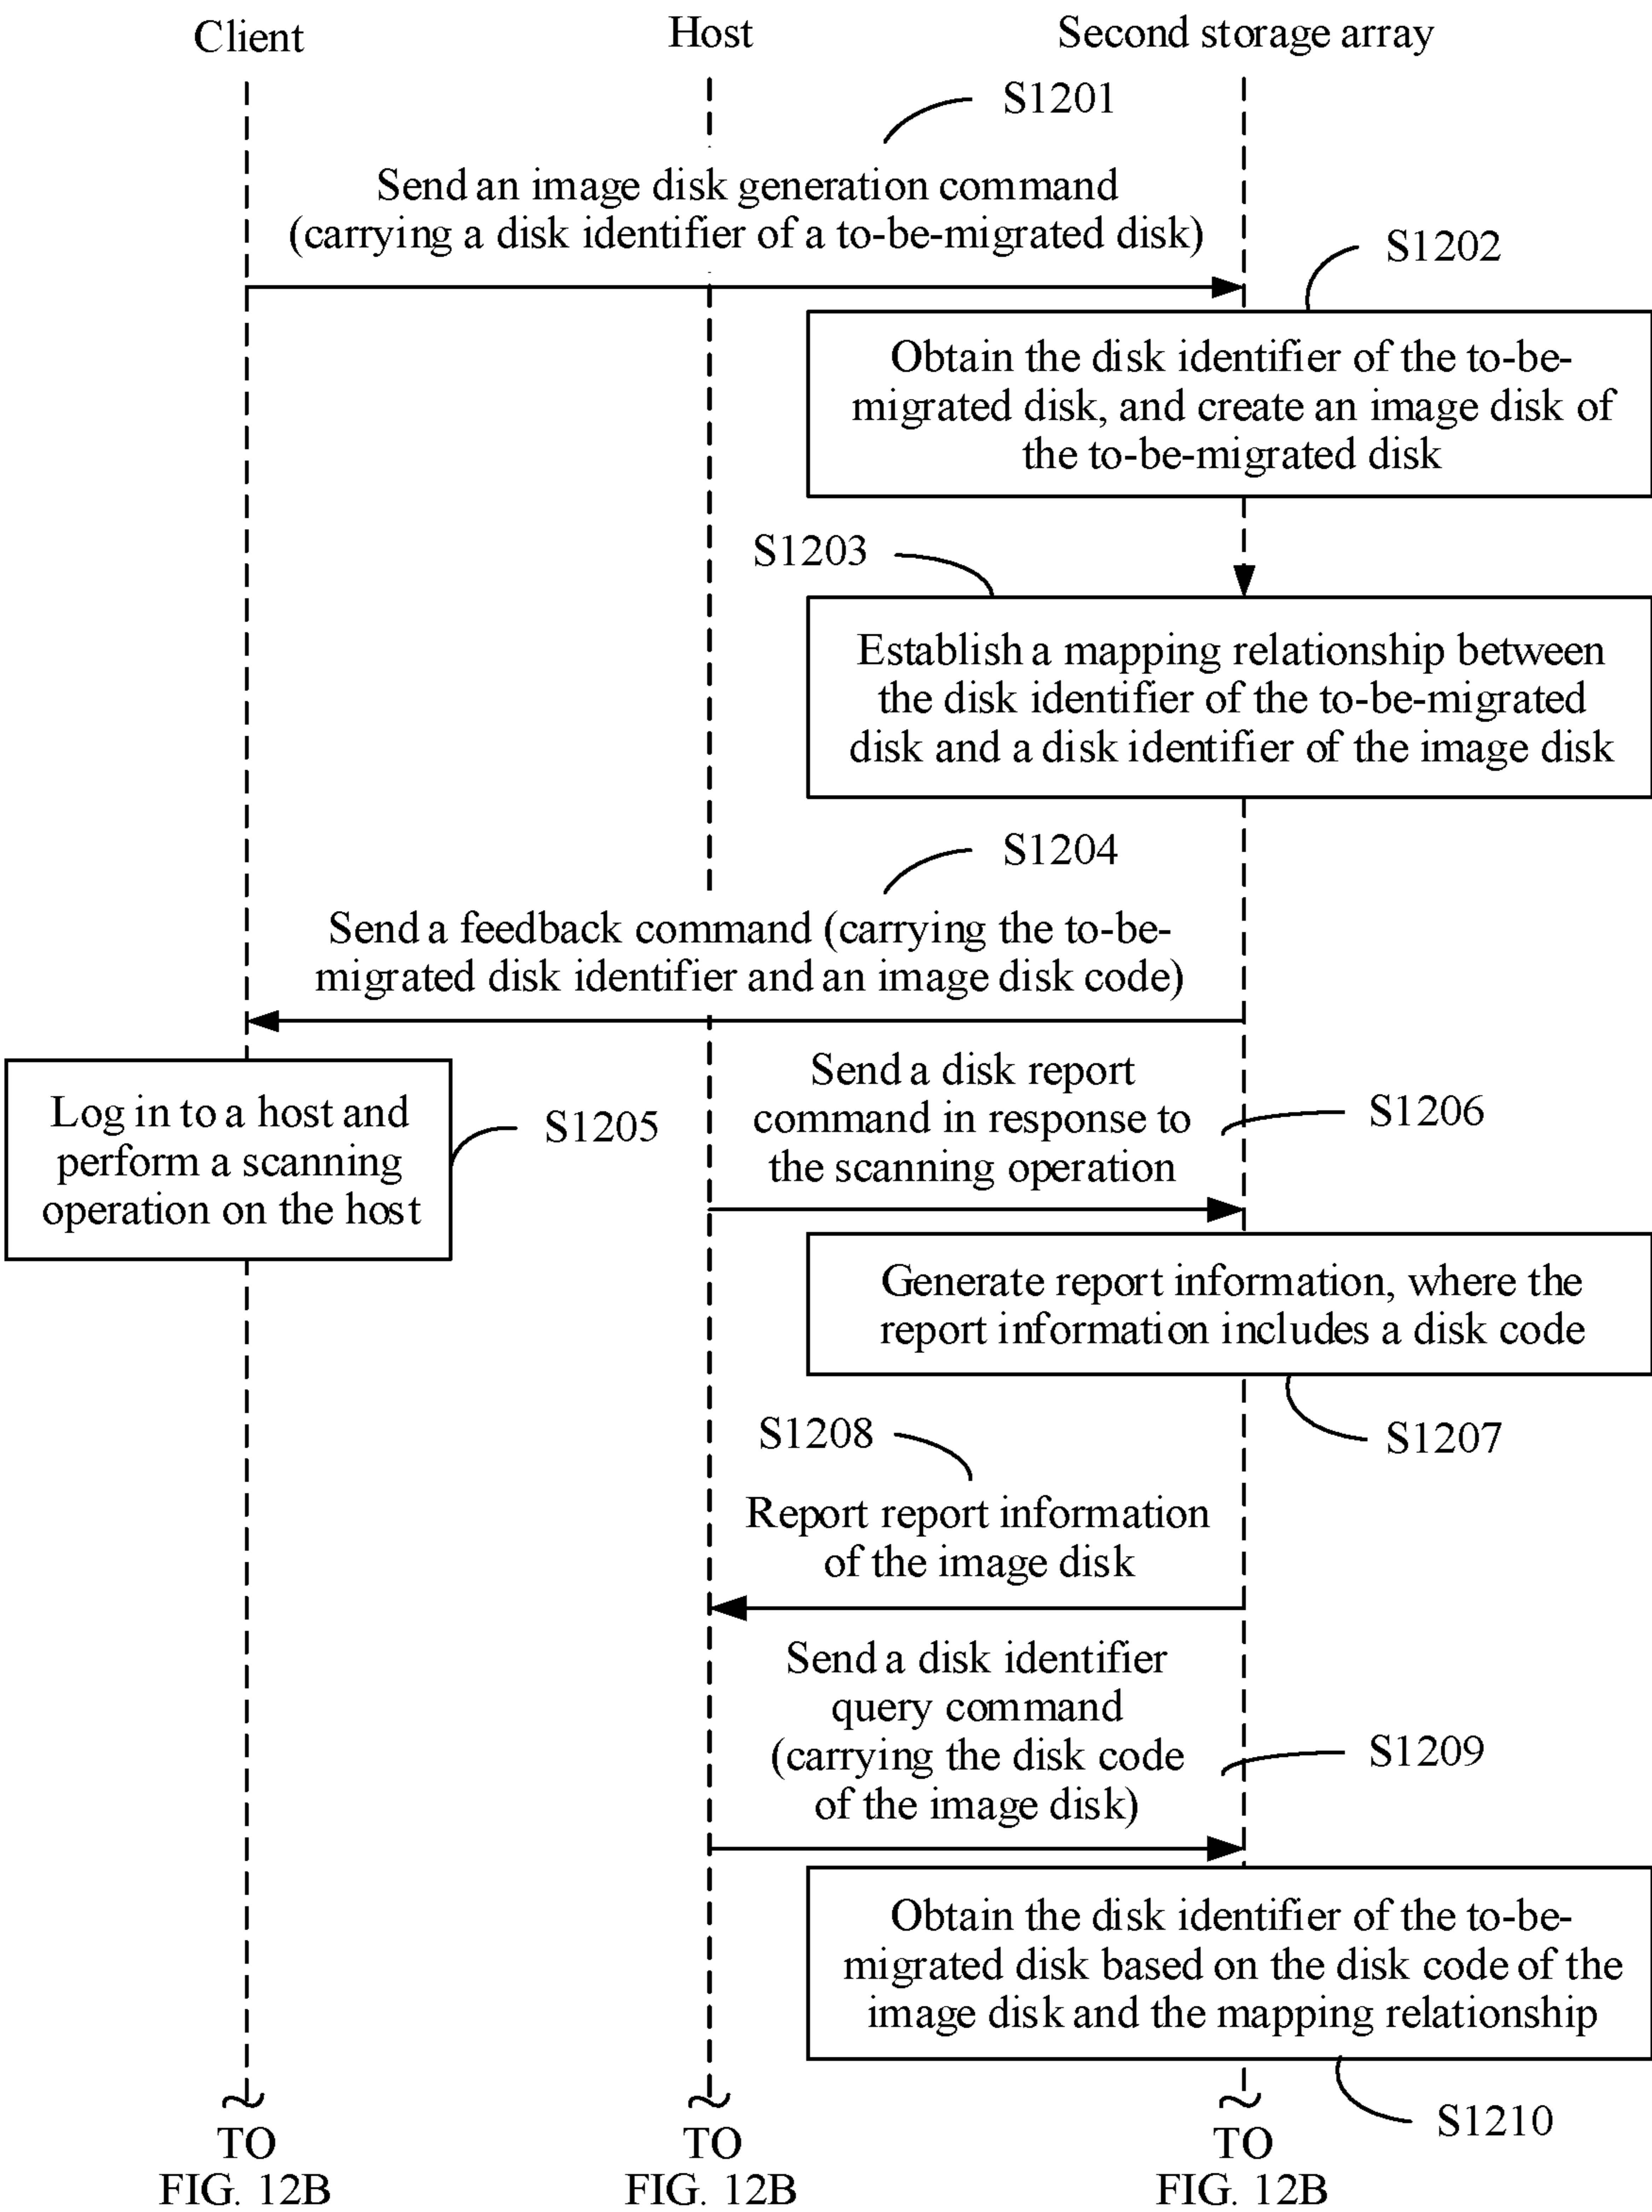 Client
Host
Second storage array
S1201
Send an image disk generation command
(carrying a disk identifier of a to-be-migrated disk)
S1202
Obtain the disk identifier of the to-be-
migrated disk, and create an image disk of
the to-be-migrated disk
S1203
Establish a mapping relationship between
the disk identifier of the to-be-migrated
disk and a disk identifier of the image disk
S1204
Send a feedback command (carrying the to-be-
migrated disk identifier and an image disk code)
Log in to a host and
perform a scanning
operation on the host
S1205
Send a disk report
command in response to
the scanning operation
S1206
Generate report information, where the
report information includes a disk code
S1207
S1208
Report report information
of the image disk
Send a disk identifier
query command
(carrying the disk code
of the image disk)
S1209
Obtain the disk identifier of the to-be-
migrated disk based on the disk code of the
image disk and the mapping relationship
S1210
TO
FIG. 12B
TO
FIG. 12B
TO
FIG. 12B